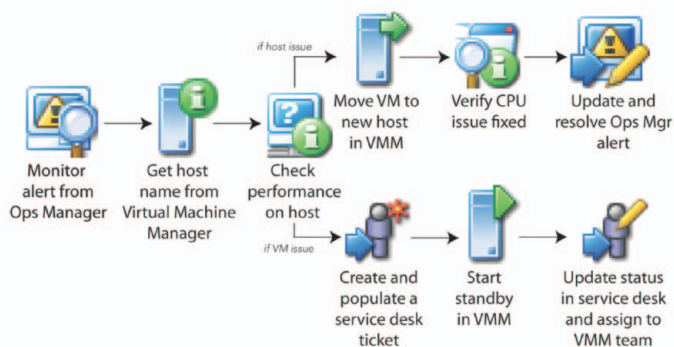 Monitor
alert from
Ops Manager
Get host
name from
Virtual Machine
Manager
?
Check
performance
on host
if host issue
Move VM to
new host
in VMM
Verify CPU
issue fixed
Update and
resolve Ops Mgr
alert
if VM issue
Create and
populate a
service desk
ticket
Start
standby
in VMM
Update status
in service desk
and assign to
VMM team